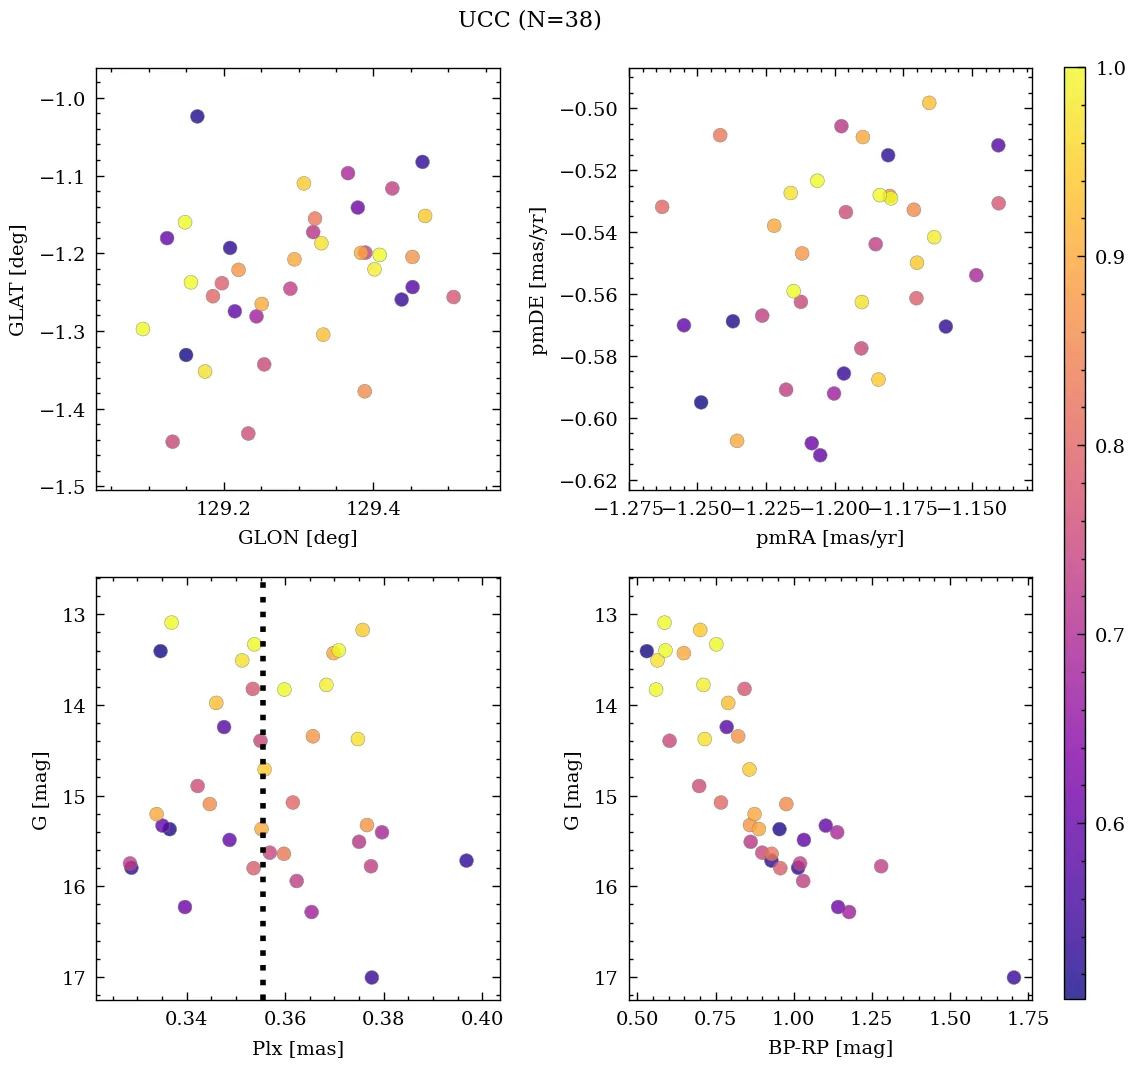 UCC (N=38)
−1.0
−1.1
−1.2
−1.3
−1.4
−1.5
GLAT [deg]
129.2 129.4
GLON [deg]
−0.50
−0.52
−0.54
−0.56
−0.58
−0.60
−0.62
pmDE [mas/yr]
−1.275 −1.250 −1.225 −1.200 −1.175 −1.150
pmRA [mas/yr]
13
14
15
16
17
G [mag]
0.34 0.36 0.38 0.40
Plx [mas]
13
14
15
16
17
G [mag]
0.50 0.75 1.00 1.25 1.50 1.75
BP-RP [mag]
1.0
0.9
0.8
0.7
0.6